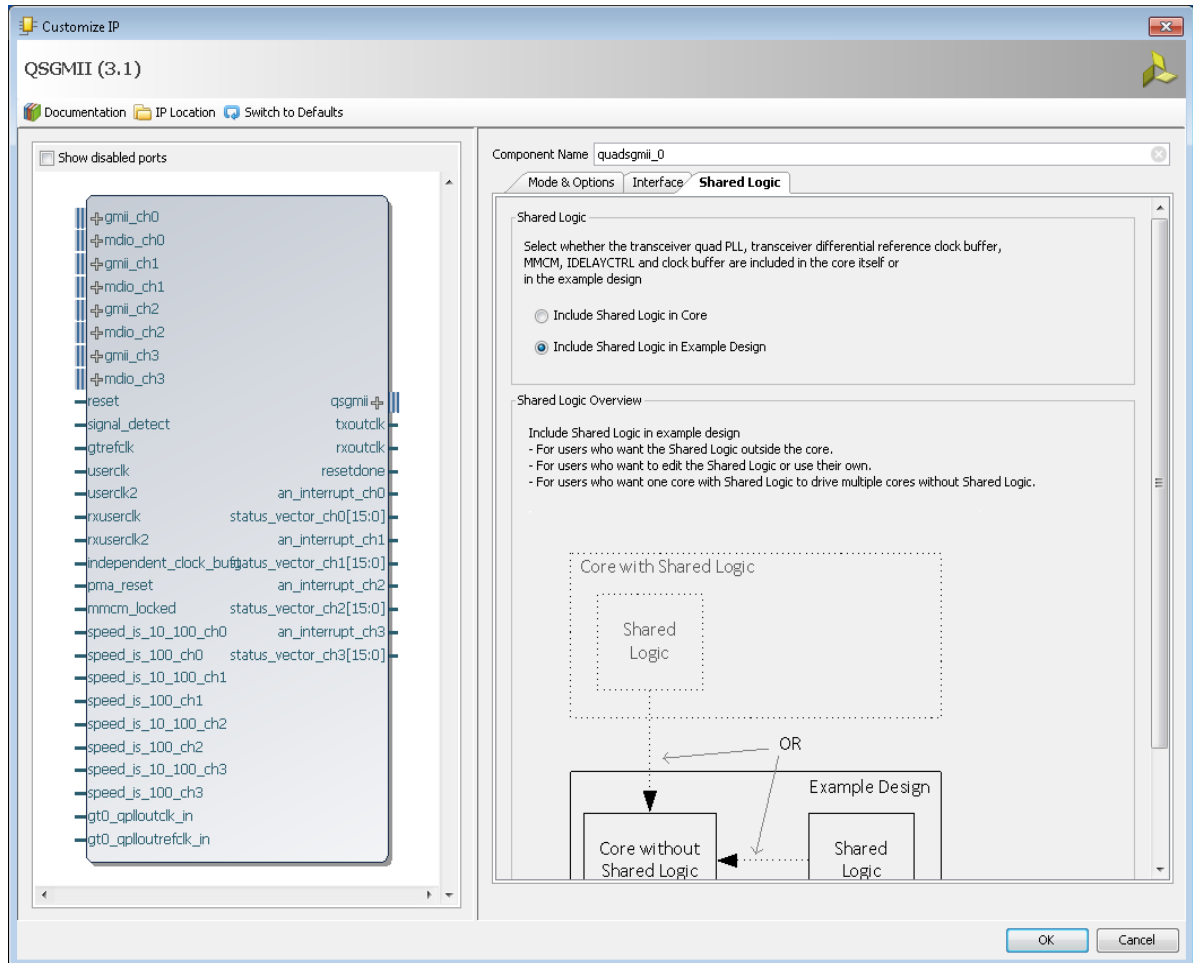 Customize IP
QSGMII (3.1)
Documentation IP Location Switch to Defaults
Show disabled ports
gmii_ch0
mdio_ch0
gmii_ch1
mdio_ch1
gmii_ch2
mdio_ch2
gmii_ch3
mdio_ch3
reset qsgmii
signal_detect txoutclk
gtrefclk rxoutclk
userclk resetdone
userclk2 an_interrupt_ch0
rxuserclk status_vector_ch0[15:0]
rxuserclk2 an_interrupt_ch1
independent_clock_bufg status_vector_ch1[15:0]
pma_reset an_interrupt_ch2
mmcm_locked status_vector_ch2[15:0]
speed_is_10_100_ch0 an_interrupt_ch3
speed_is_100_ch0 status_vector_ch3[15:0]
speed_is_10_100_ch1
speed_is_100_ch1
speed_is_10_100_ch2
speed_is_100_ch2
speed_is_10_100_ch3
speed_is_100_ch3
gt0_qplloutclk_in
gt0_qplloutrefclk_in
Component Name quadsgmii_0
Mode & Options Interface Shared Logic
Shared Logic
Select whether the transceiver quad PLL, transceiver differential reference clock buffer,
MMCM, IDELAYCTRL and clock buffer are included in the core itself or
in the example design
Include Shared Logic in Core
Include Shared Logic in Example Design
Shared Logic Overview
Include Shared Logic in example design
- For users who want the Shared Logic outside the core.
- For users who want to edit the Shared Logic or use their own.
- For users who want one core with Shared Logic to drive multiple cores without Shared Logic.
Core with Shared Logic
Shared
Logic
OR
Example Design
Core without
Shared Logic
Shared
Logic
OK Cancel